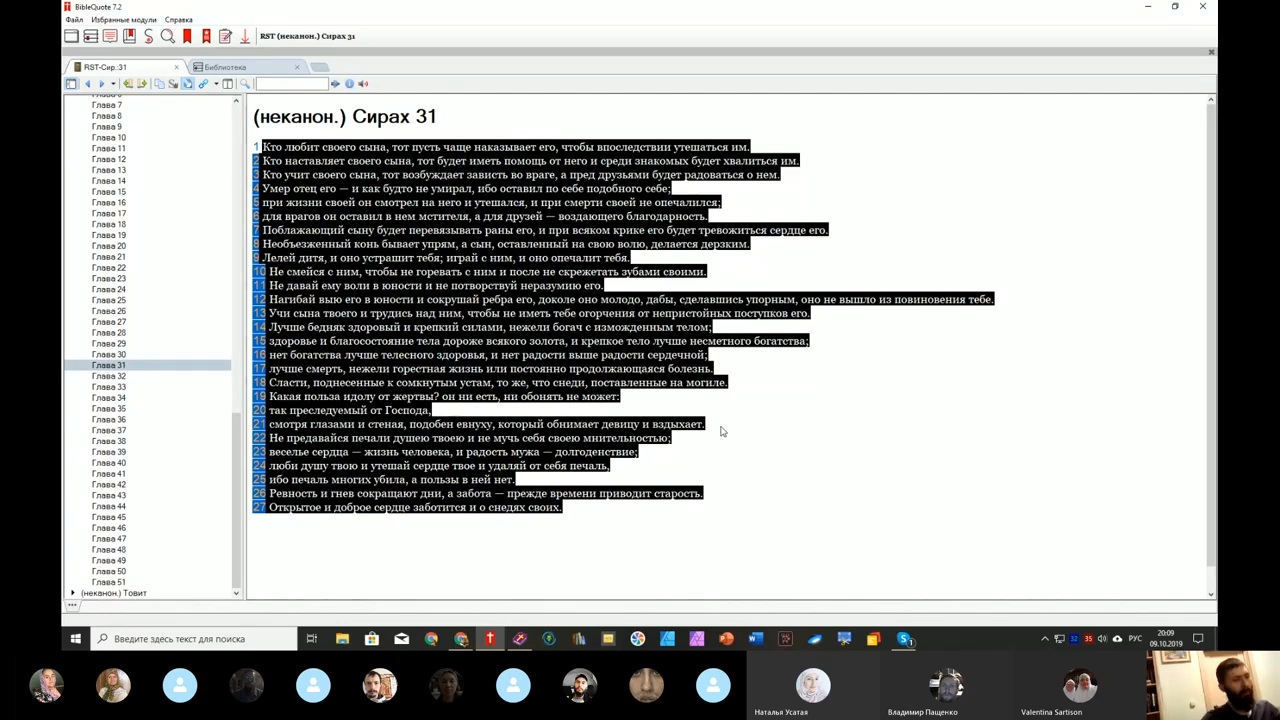 BibleQuote 7.2
Файл Избранные модули Справка
RST (неканон.) Сирах 31
RST-Сир.:31
Библиотека
Глава 7
Глава 8
Глава 9
Глава 10
Глава 11
Глава 12
Глава 13
Глава 14
Глава 15
Глава 16
Глава 17
Глава 18
Глава 19
Глава 20
Глава 21
Глава 22
Глава 23
Глава 24
Глава 25
Глава 26
Глава 27
Глава 28
Глава 29
Глава 30
Глава 31
Глава 32
Глава 33
Глава 34
Глава 35
Глава 36
Глава 37
Глава 38
Глава 39
Глава 40
Глава 41
Глава 42
Глава 43
Глава 44
Глава 45
Глава 46
Глава 47
Глава 48
Глава 49
Глава 50
Глава 51
(неканон.) Товит
(неканон.) Сирах 31
1 Кто любит своего сына, тот пусть чаще наказывает его, чтобы впоследствии утешаться им.
2 Кто наставляет своего сына, тот будет иметь помощь от него и среди знакомых будет хвалиться им.
3 Кто учит своего сына, тот возбуждает зависть во враге, а пред друзьями будет радоваться о нем.
4 Умер отец его — и как будто не умирал, ибо оставил по себе подобного себе;
5 при жизни своей он смотрел на него и утешался, и при смерти своей не опечалился;
6 для врагов он оставил в нем мстителя, а для друзей — воздающего благодарность.
7 Поблажающий сыну будет перевязывать раны его, и при всяком крике его будет тревожиться сердце его.
8 Необъезженный конь бывает упрям, а сын, оставленный на свою волю, делается дерзким.
9 Лелей дитя, и оно устрашит тебя; играй с ним, и оно опечалит тебя.
10 Не смейся с ним, чтобы не горевать с ним и после не скрежетать зубами своими.
11 Не давай ему воли в юности и не потворствуй неразумию его.
12 Нагибай выю его в юности и сокрушай ребра его, доколе оно молодо, дабы, сделавшись упорным, оно не вышло из повиновения тебе.
13 Учи сына твоего и трудись над ним, чтобы не иметь тебе огорчения от непристойных поступков его.
14 Лучше бедняк здоровый и крепкий силами, нежели богач с изможденным телом;
15 здоровье и благосостояние тела дороже всякого золота, и крепкое тело лучше несметного богатства;
16 нет богатства лучше телесного здоровья, и нет радости выше радости сердечной;
17 лучше смерть, нежели горестная жизнь или постоянно продолжающаяся болезнь.
18 Сласти, поднесенные к сомкнутым устам, то же, что снеди, поставленные на могиле.
19 Какая польза идолу от жертвы? он ни есть, ни обонять не может:
20 так преследуемый от Господа,
21 смотря глазами и стеная, подобен евнуху, который обнимает девицу и вздыхает.
22 Не предавайся печали душею твоею и не мучь себя своею мнительностью;
23 веселье сердца — жизнь человека, и радость мужа — долгоденствие;
24 люби душу твою и утешай сердце твое и удаляй от себя печаль,
25 ибо печаль многих убила, а пользы в ней нет.
26 Ревность и гнев сокращают дни, а забота — прежде времени приводит старость.
27 Открытое и доброе сердце заботится и о снедях своих.
Введите здесь текст для поиска
32 35 РУС
20:09
09.10.2019
Наталья Усатая
Владимир Пащенко
Valentina Sartison